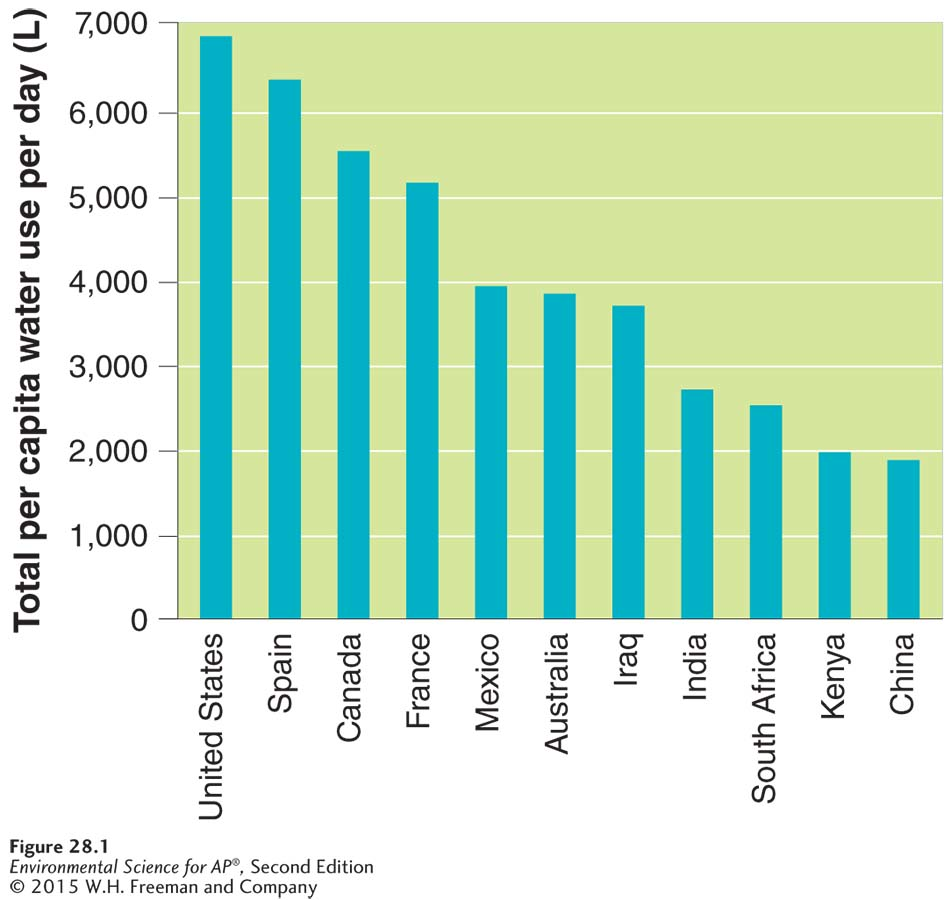 Total per capita water use per day (L)
7,000
6,000
5,000
4,000
3,000
2,000
1,000
0
United States
Spain
Canada
France
Mexico
Australia
Iraq
India
South Africa
Kenya
China
Figure 28.1
Environmental Science for AP®, Second Edition
© 2015 W.H. Freeman and Company